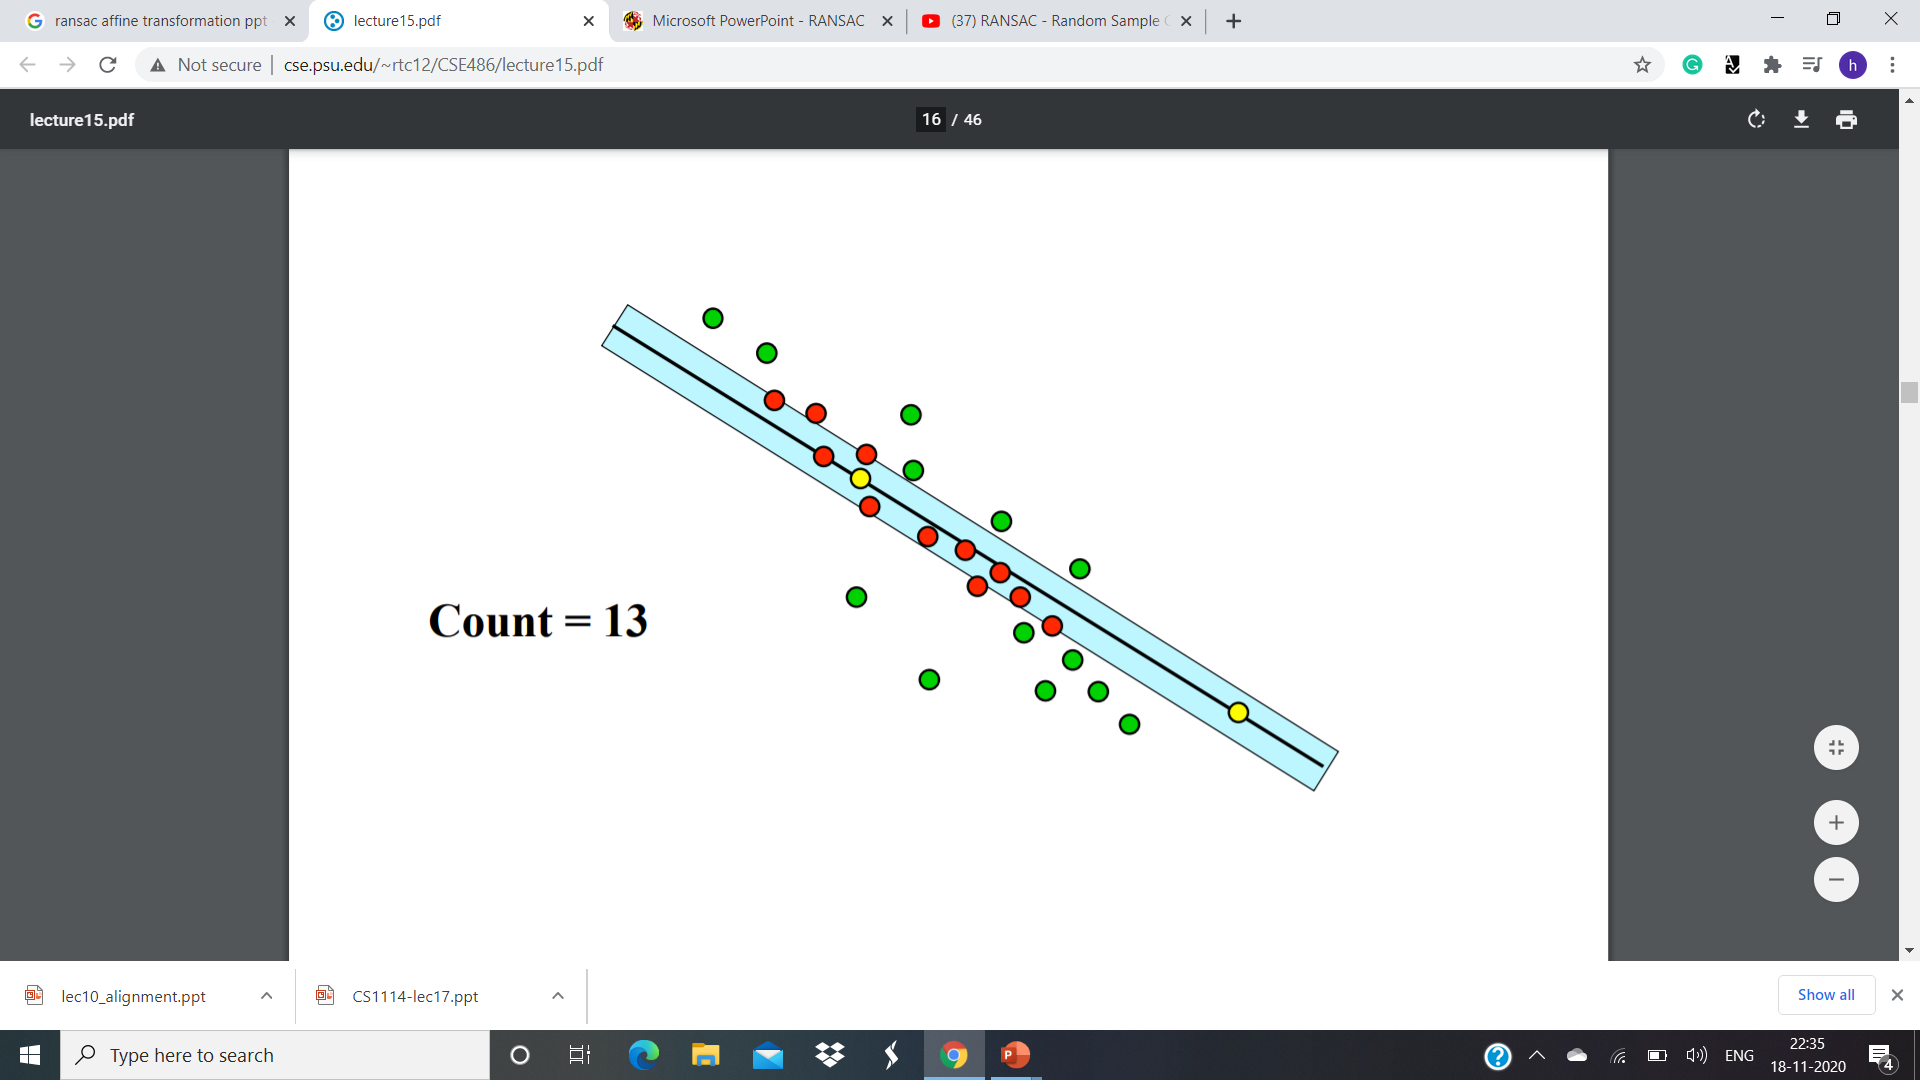 ransac affine transformation ppt
lecture15.pdf
Microsoft PowerPoint - RANSAC
(37) RANSAC - Random Sample
Not secure
cse.psu.edu/~rtc12/CSE486/lecture15.pdf
h
lecture15.pdf
16 / 46
Count = 13
lec10_alignment.ppt
CS1114-lec17.ppt
Show all
Type here to search
ENG
22:35
18-11-2020
4